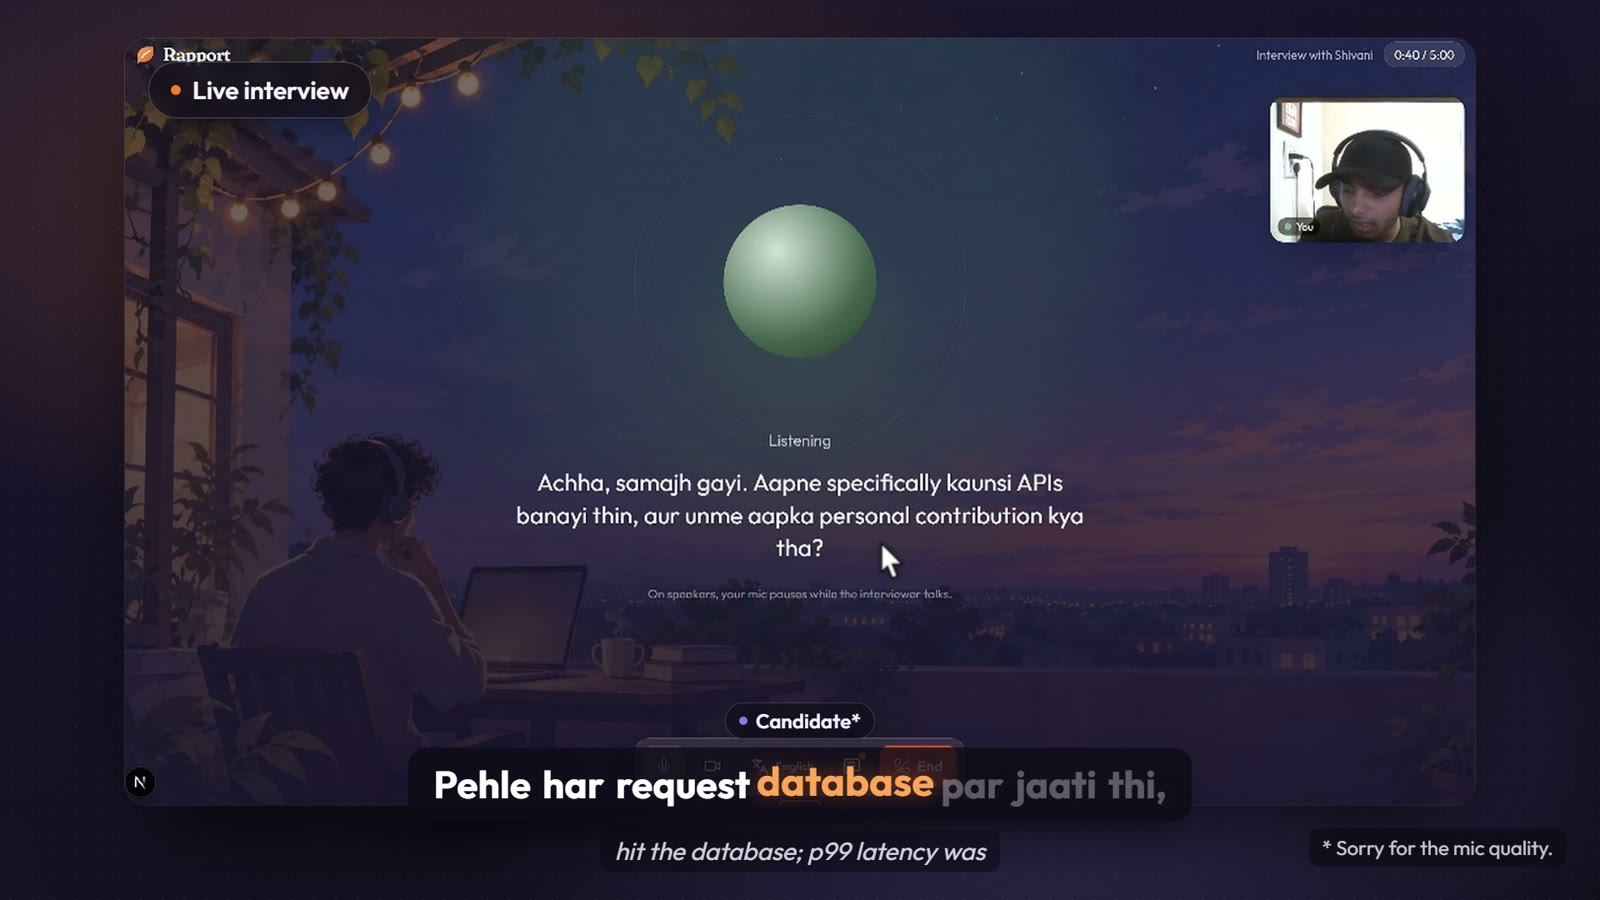 Rapport
Interview with Shivani
0:40 / 5:00
Live interview
You
Listening
Achha, samajh gayi. Aapne specifically kaunsi APIs
banayi thin, aur unme aapka personal contribution kya
tha?
On speakers, your mic pauses while the interviewer talks.
Candidate*
English
End
Pehle har request database par jaati thi,
N
hit the database; p99 latency was
* Sorry for the mic quality.